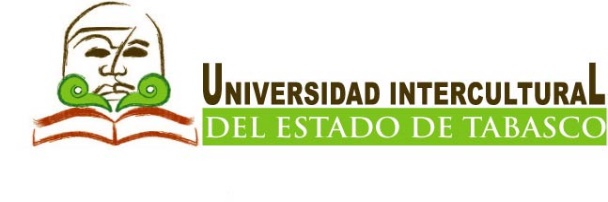 UNIVERSIDAD INTERCULTURAL
DEL ESTADO DE TABASCO